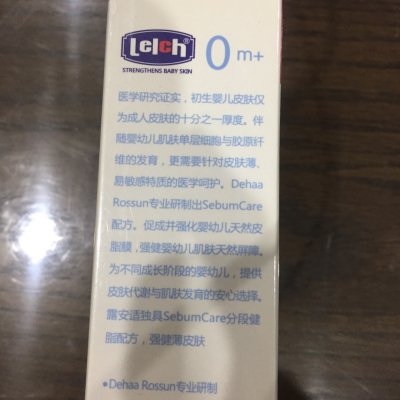 Lelch®
STRENGTHENS BABY SKIN
0 m+
医学研究证实，初生婴儿皮肤仅
为成人皮肤的十分之一厚度。伴
随婴幼儿肌肤单层细胞与胶原纤
维的发育，更需要针对皮肤薄、
易敏感特质的医学呵护。Dehaa
Rossun专业研制出SebumCare
配方。促成并强化婴幼儿天然皮
脂膜，强健婴幼儿肌肤天然屏障。
为不同成长阶段的婴幼儿，提供
皮肤代谢与肌肤发育的安心选择。
露安适独具SebumCare分段健
脂配方，强健薄皮肤
●Dehaa Rossun专业研制